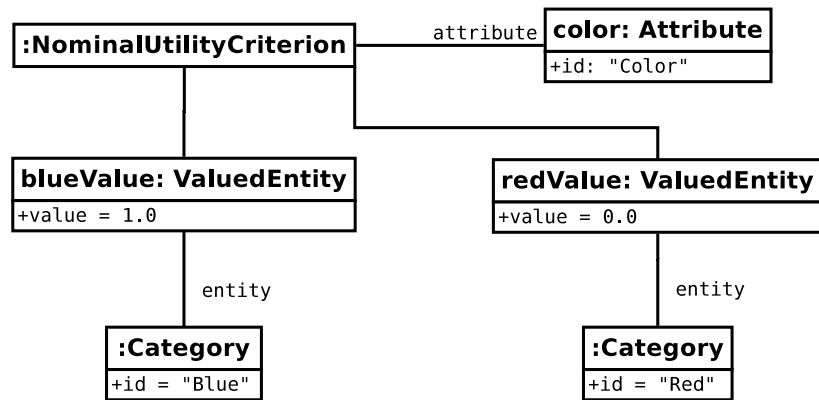 :NominalUtilityCriterion
attribute
color: Attribute
+id: "Color"
blueValue: ValuedEntity
+value = 1.0
redValue: ValuedEntity
+value = 0.0
entity
entity
:Category
+id = "Blue"
:Category
+id = "Red"